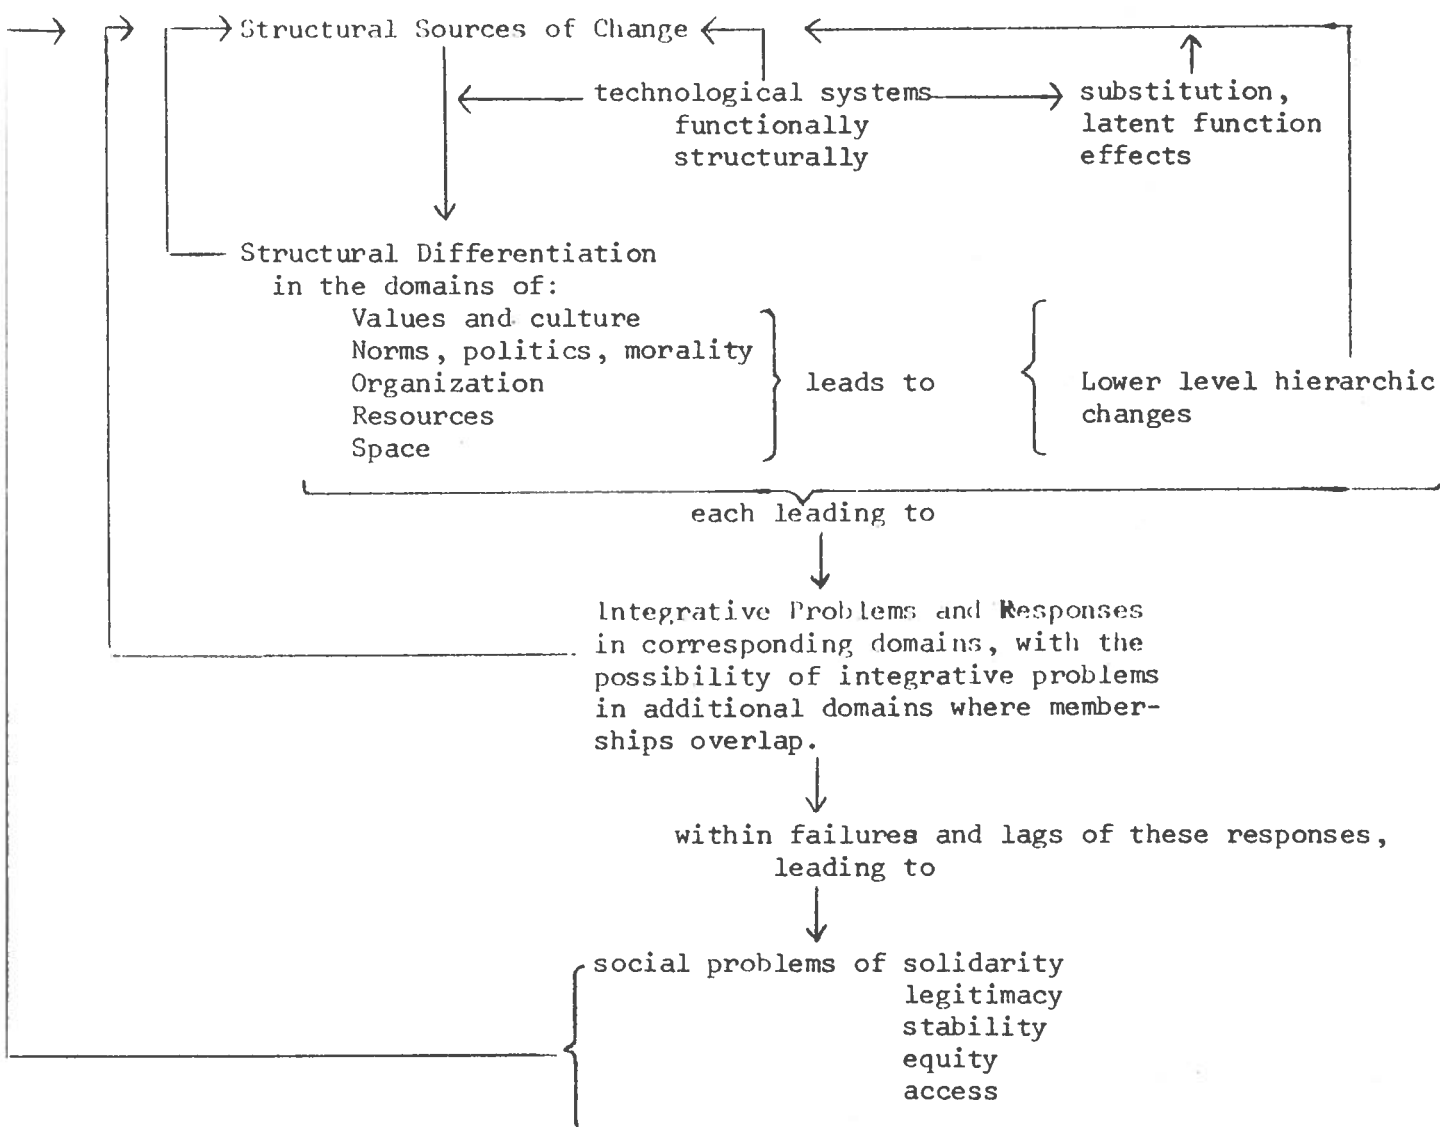 Structural Sources of Change
technological systems
functionally
structurally
substitution,
latent function
effects
Structural Differentiation
in the domains of:
Values and culture
Norms, politics, morality
Organization
Resources
Space
leads to
Lower level hierarchic
changes
each leading to
Integrative Problems and Responses
in corresponding domains, with the
possibility of integrative problems
in additional domains where member-
ships overlap.
within failures and lags of these responses,
leading to
social problems of solidarity
legitimacy
stability
equity
access